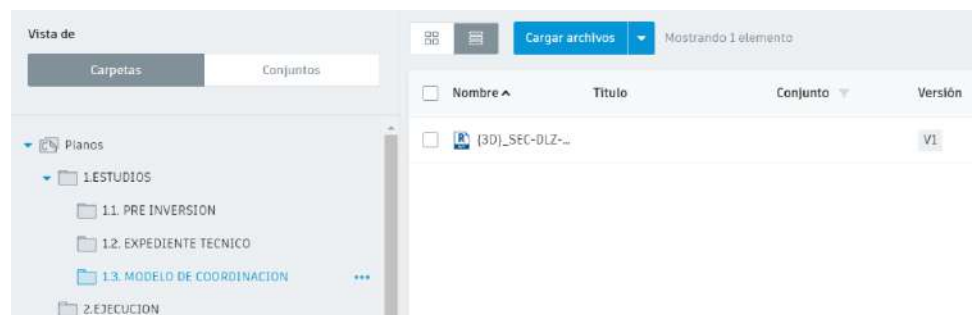 Vista de
Carpetas Conjuntos
Planos
1.ESTUDIOS
1.1. PRE INVERSION
1.2. EXPEDIENTE TECNICO
1.3. MODELO DE COORDINACION
2.EJECUCION
Cargar archivos Mostrando 1 elemento
Nombre Título Conjunto Versión
{3D}_SEC-DLZ-...
V1